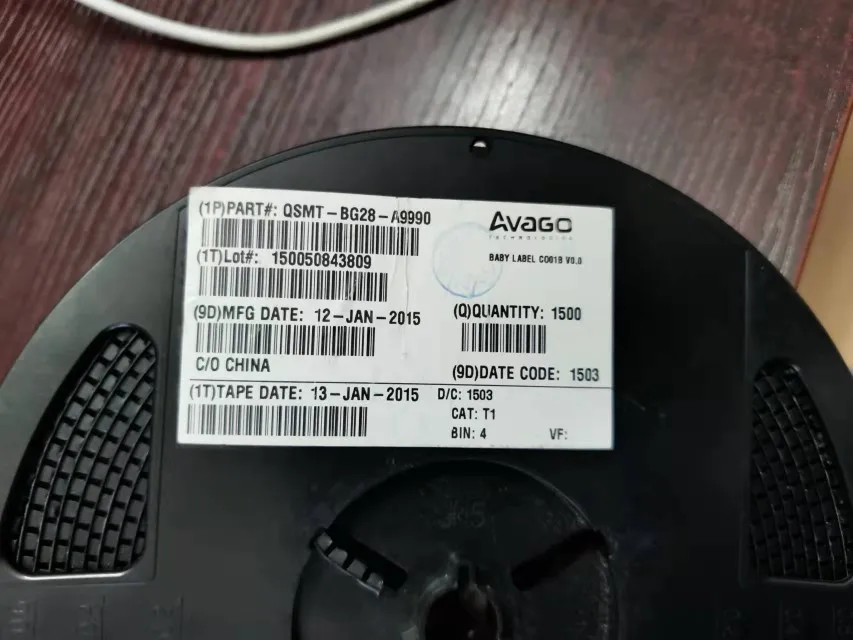 (1P)PART#: QSMT-BG28-A9990
AVAGO
TECHNOLOGIES
(1T)Lot#: 150050843809
BABY LABEL CO01B V0.0
(9D)MFG DATE: 12-JAN-2015
(Q)QUANTITY: 1500
C/O CHINA
(9D)DATE CODE: 1503
(1T)TAPE DATE: 13-JAN-2015
D/C: 1503
CAT: T1
BIN: 4
VF: